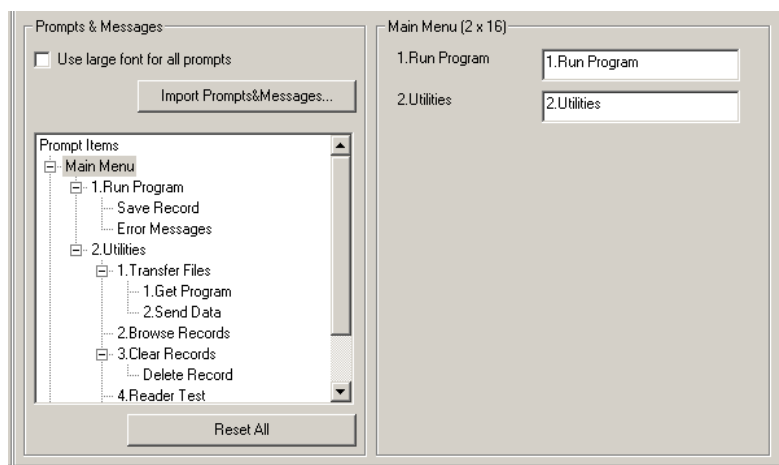 Prompts & Messages
Use large font for all prompts
Import Prompts&Messages...
Prompt Items
Main Menu
1.Run Program
Save Record
Error Messages
2.Utilities
1.Transfer Files
1.Get Program
2.Send Data
2.Browse Records
3.Clear Records
Delete Record
4.Reader Test
Reset All
Main Menu (2 x 16)
1.Run Program 1.Run Program
2.Utilities 2.Utilities